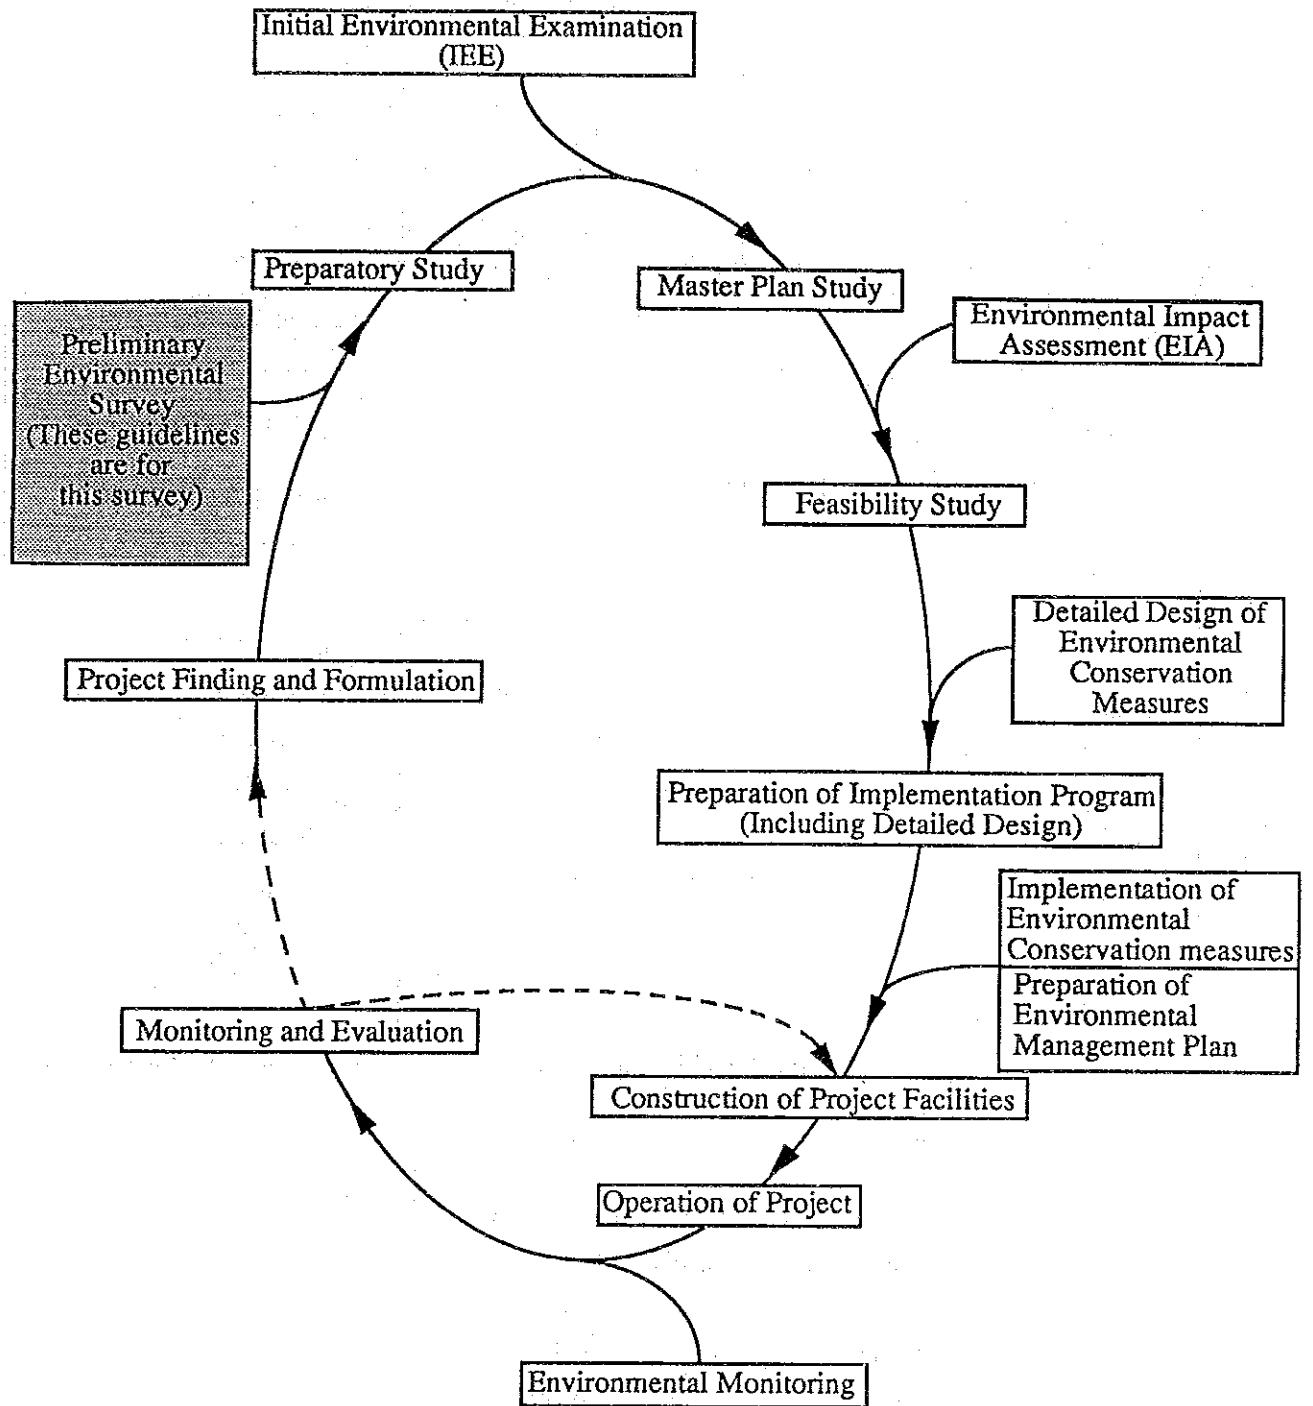 Initial Environmental Examination
(IEE)
Preparatory Study
Master Plan Study
Environmental Impact
Assessment (EIA)
Preliminary
Environmental
Survey
(These guidelines
are for
this survey)
Feasibility Study
Detailed Design of
Environmental
Conservation
Measures
Project Finding and Formulation
Preparation of Implementation Program
(Including Detailed Design)
Implementation of
Environmental
Conservation measures
Preparation of
Environmental
Management Plan
Monitoring and Evaluation
Construction of Project Facilities
Operation of Project
Environmental Monitoring